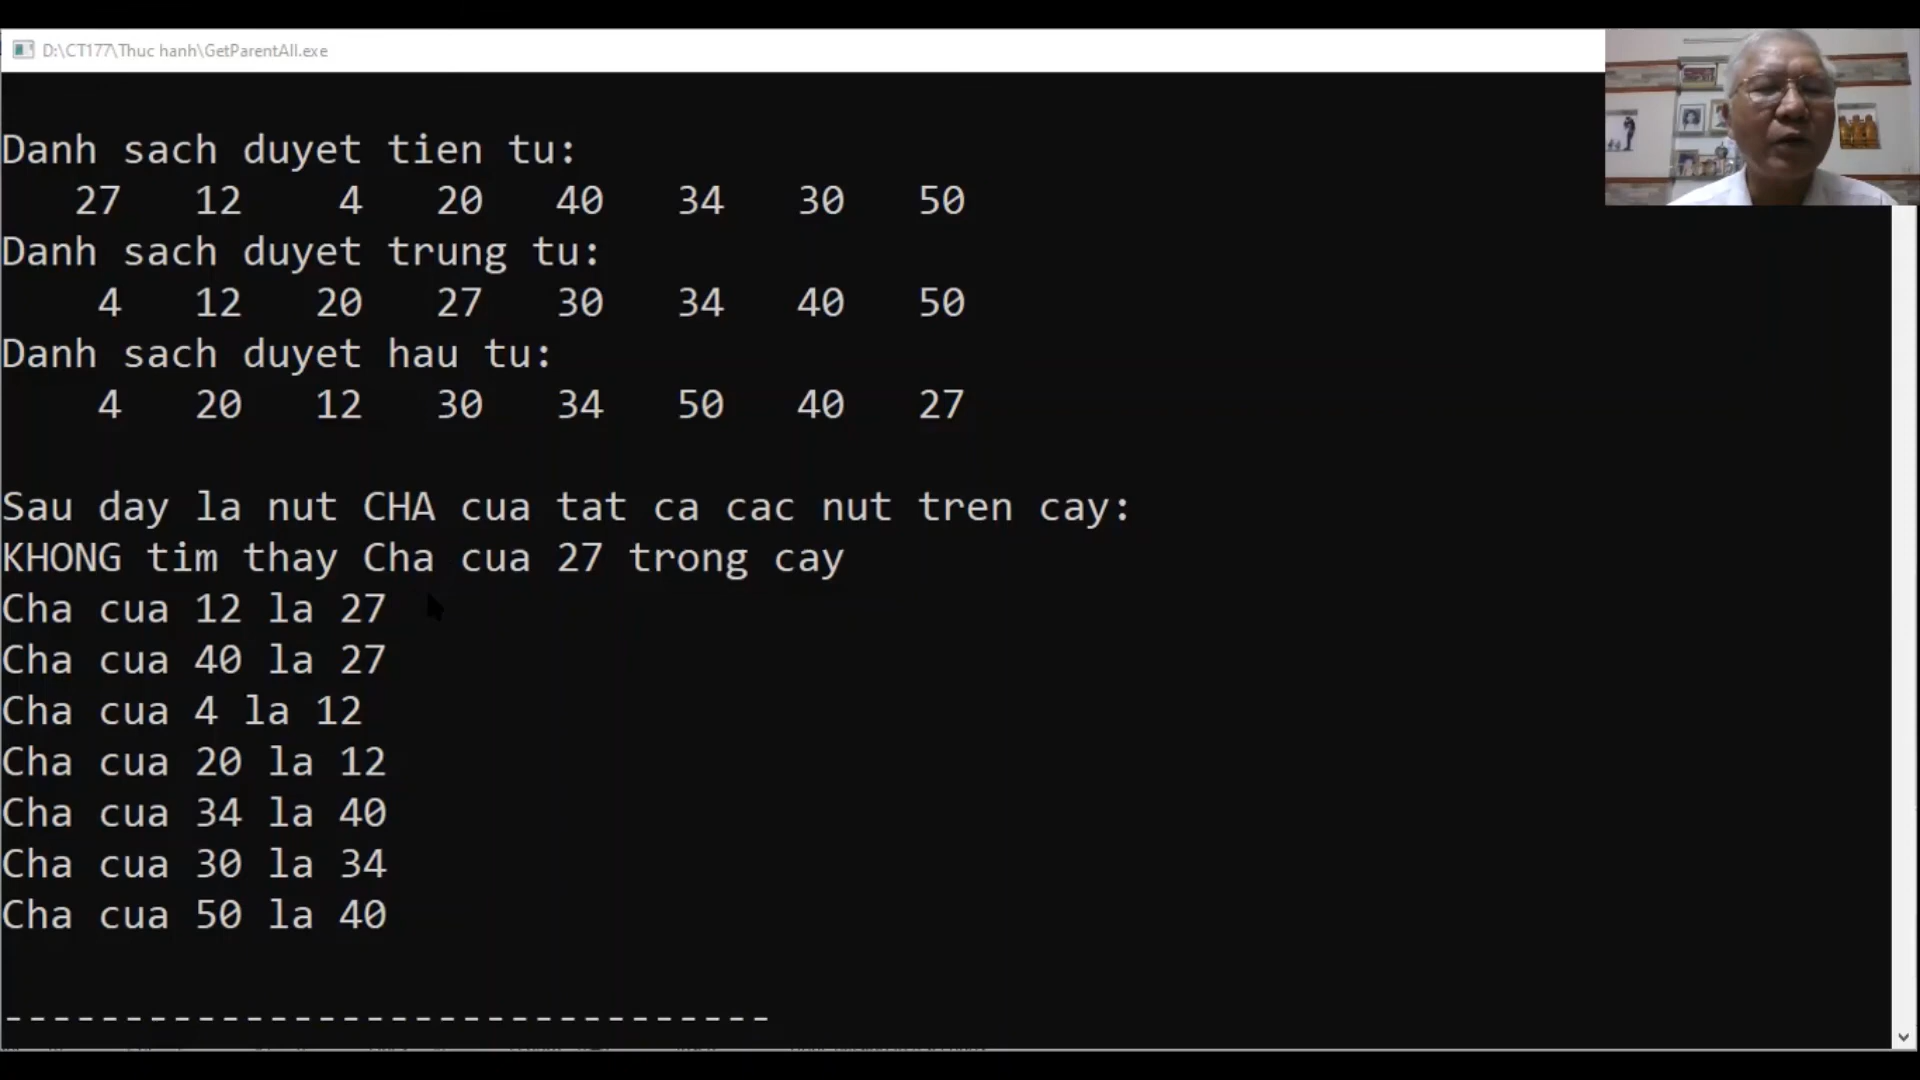 D:\CT177\Thuc hanh\GetParentAll.exe
Danh sach duyet tien tu:
27 12 4 20 40 34 30 50
Danh sach duyet trung tu:
4 12 20 27 30 34 40 50
Danh sach duyet hau tu:
4 20 12 30 34 50 40 27
Sau day la nut CHA cua tat ca cac nut tren cay:
KHONG tim thay Cha cua 27 trong cay
Cha cua 12 la 27
Cha cua 40 la 27
Cha cua 4 la 12
Cha cua 20 la 12
Cha cua 34 la 40
Cha cua 30 la 34
Cha cua 50 la 40
--------------------------------